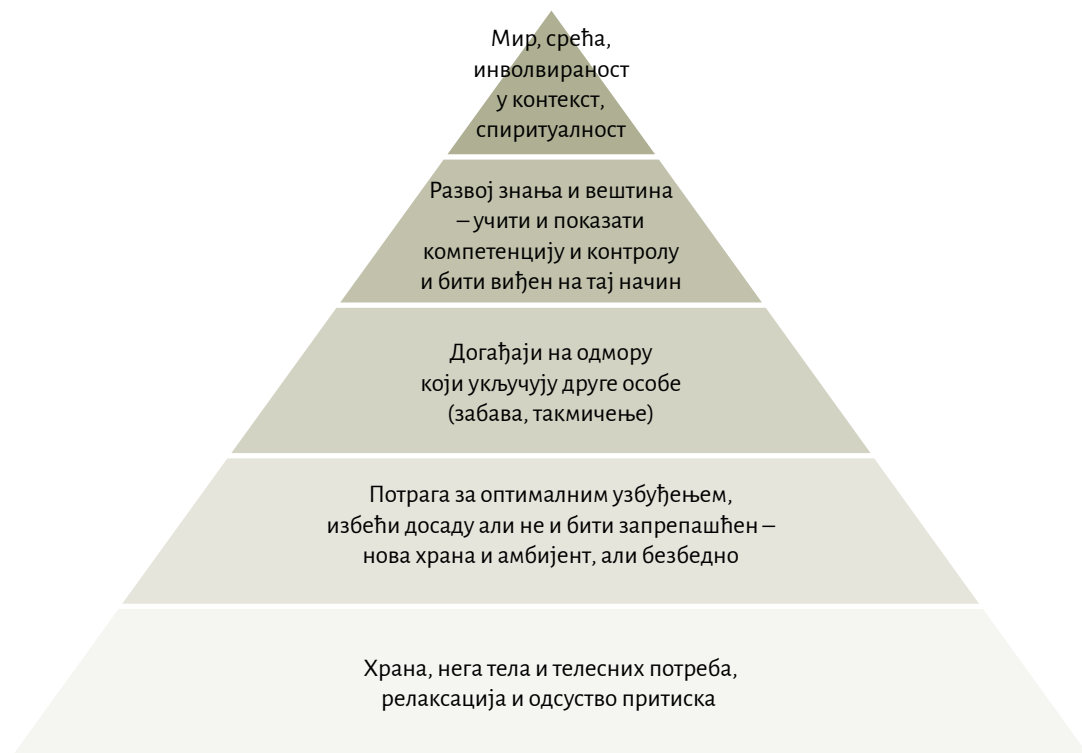 Мир, срећа,
инволвираност
у контекст,
спиритуалност
Развој знања и вештина
– учити и показати
компетенцију и контролу
и бити виђен на тај начин
Догађаји на одмору
који укључују друге особе
(забава, такмичење)
Потрага за оптималним узбуђењем,
избећи досаду али не и бити запрепашћен –
нова храна и амбијент, али безбедно
Храна, нега тела и телесних потреба,
релаксација и одсуство притиска